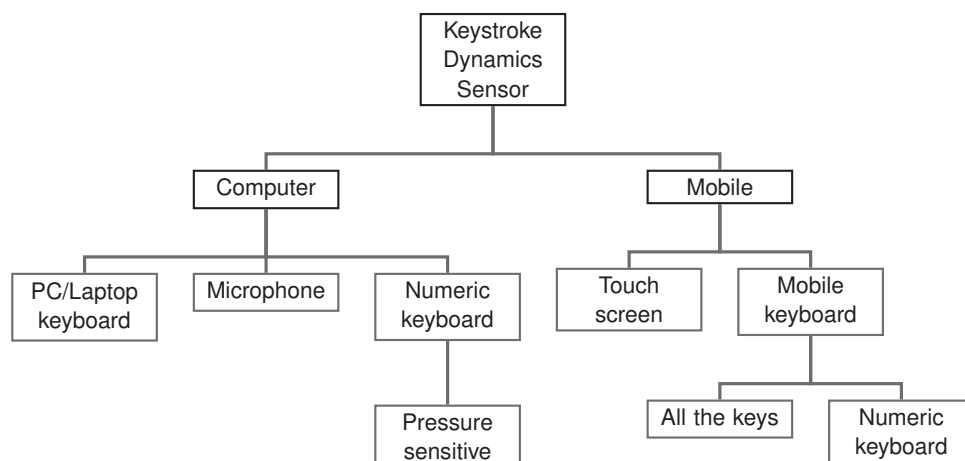 Keystroke
Dynamics
Sensor
Computer
Mobile
PC/Laptop
keyboard
Microphone
Numeric
keyboard
Touch
screen
Mobile
keyboard
Pressure
sensitive
All the keys
Numeric
keyboard